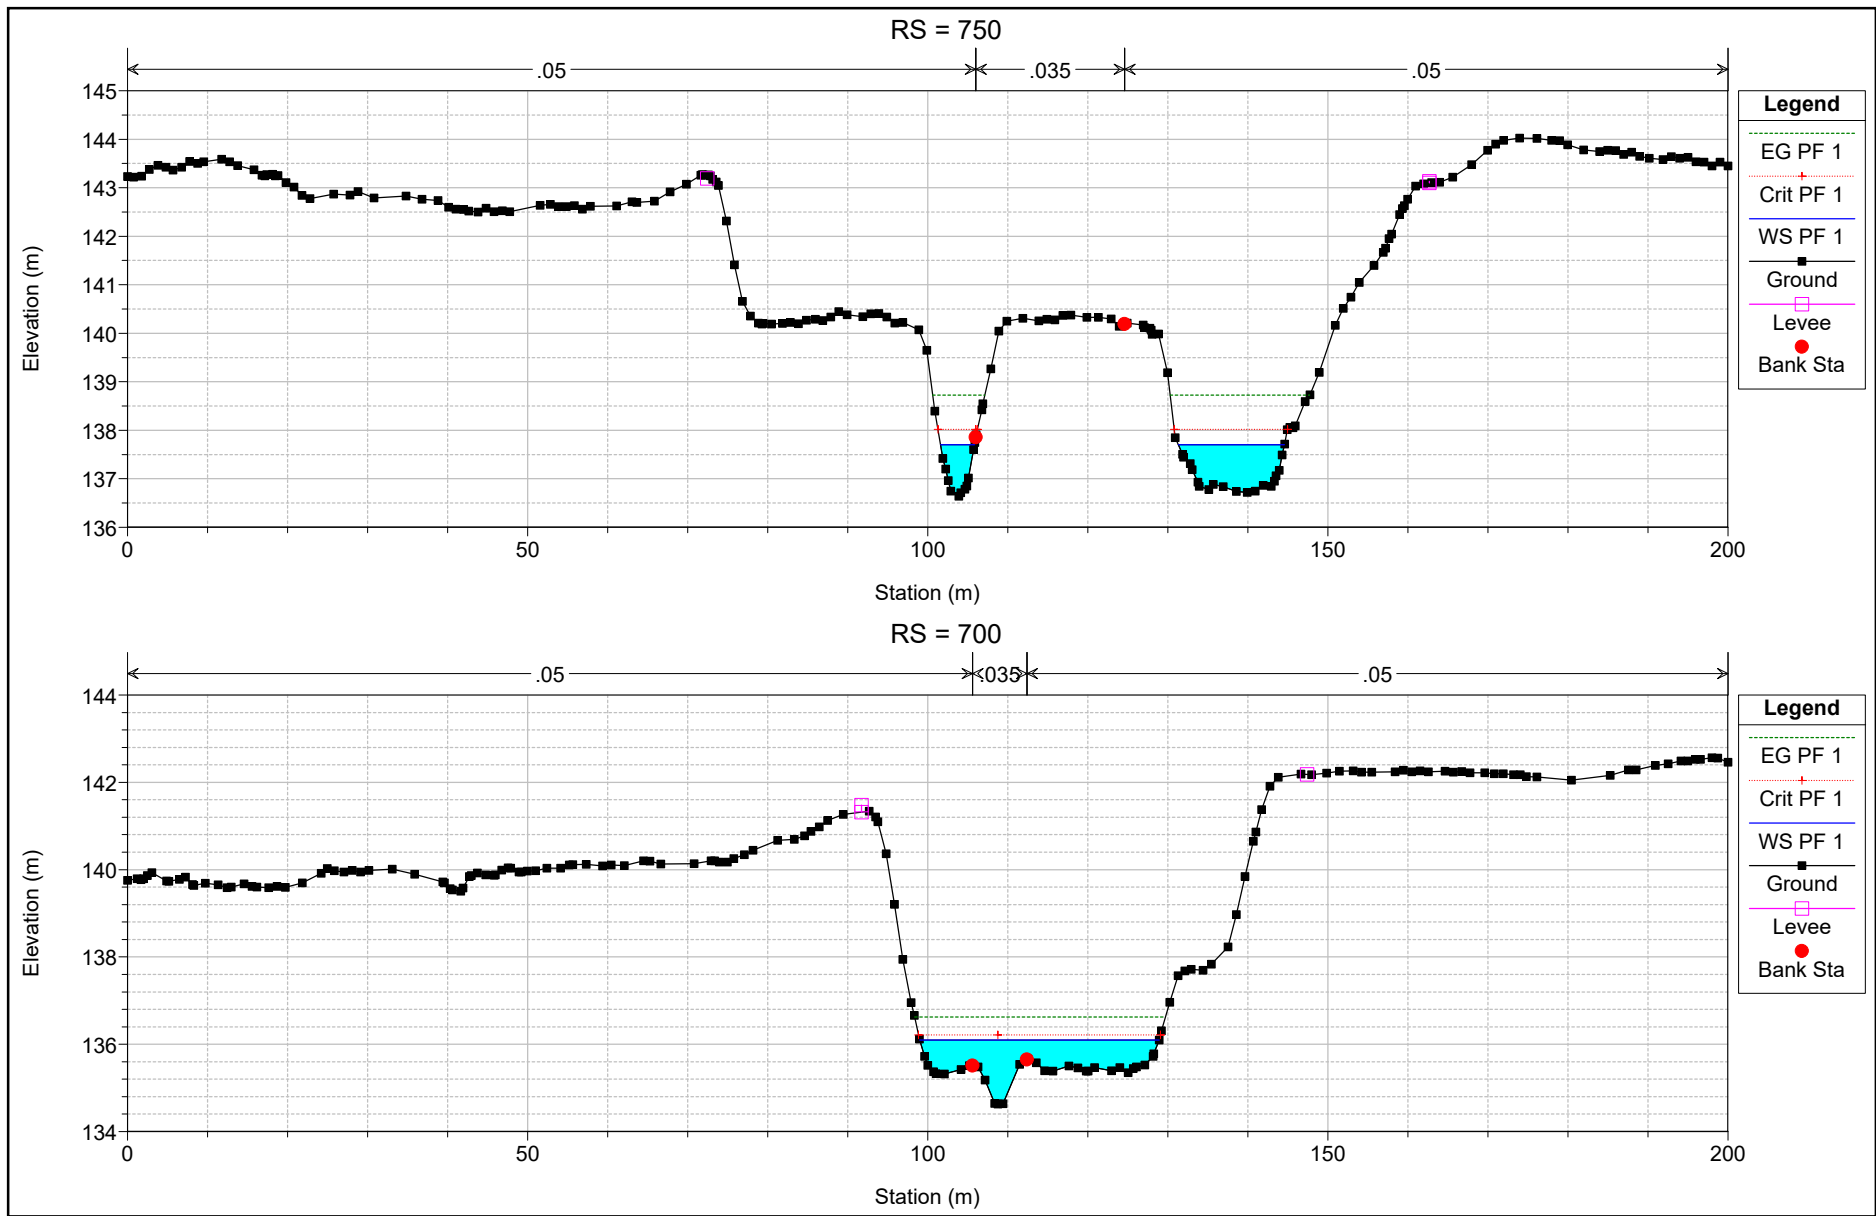 RS = 750
.05 .035 .05
145
144
143
142
141
140
139
138
137
136
Elevation (m)
0 50 100 150 200
Station (m)
Legend
EG PF 1
Crit PF 1
WS PF 1
Ground
Levee
Bank Sta
RS = 700
.05 .035 .05
144
142
140
138
136
134
Elevation (m)
0 50 100 150 200
Station (m)
Legend
EG PF 1
Crit PF 1
WS PF 1
Ground
Levee
Bank Sta